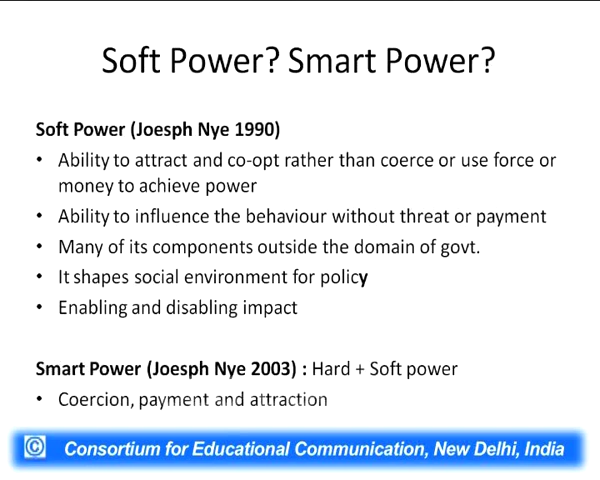 Soft Power? Smart Power?
Soft Power (Joesph Nye 1990)
• Ability to attract and co-opt rather than coerce or use force or
money to achieve power
• Ability to influence the behaviour without threat or payment
• Many of its components outside the domain of govt.
• It shapes social environment for policy
• Enabling and disabling impact
Smart Power (Joesph Nye 2003) : Hard + Soft power
• Coercion, payment and attraction
© Consortium for Educational Communication, New Delhi, India